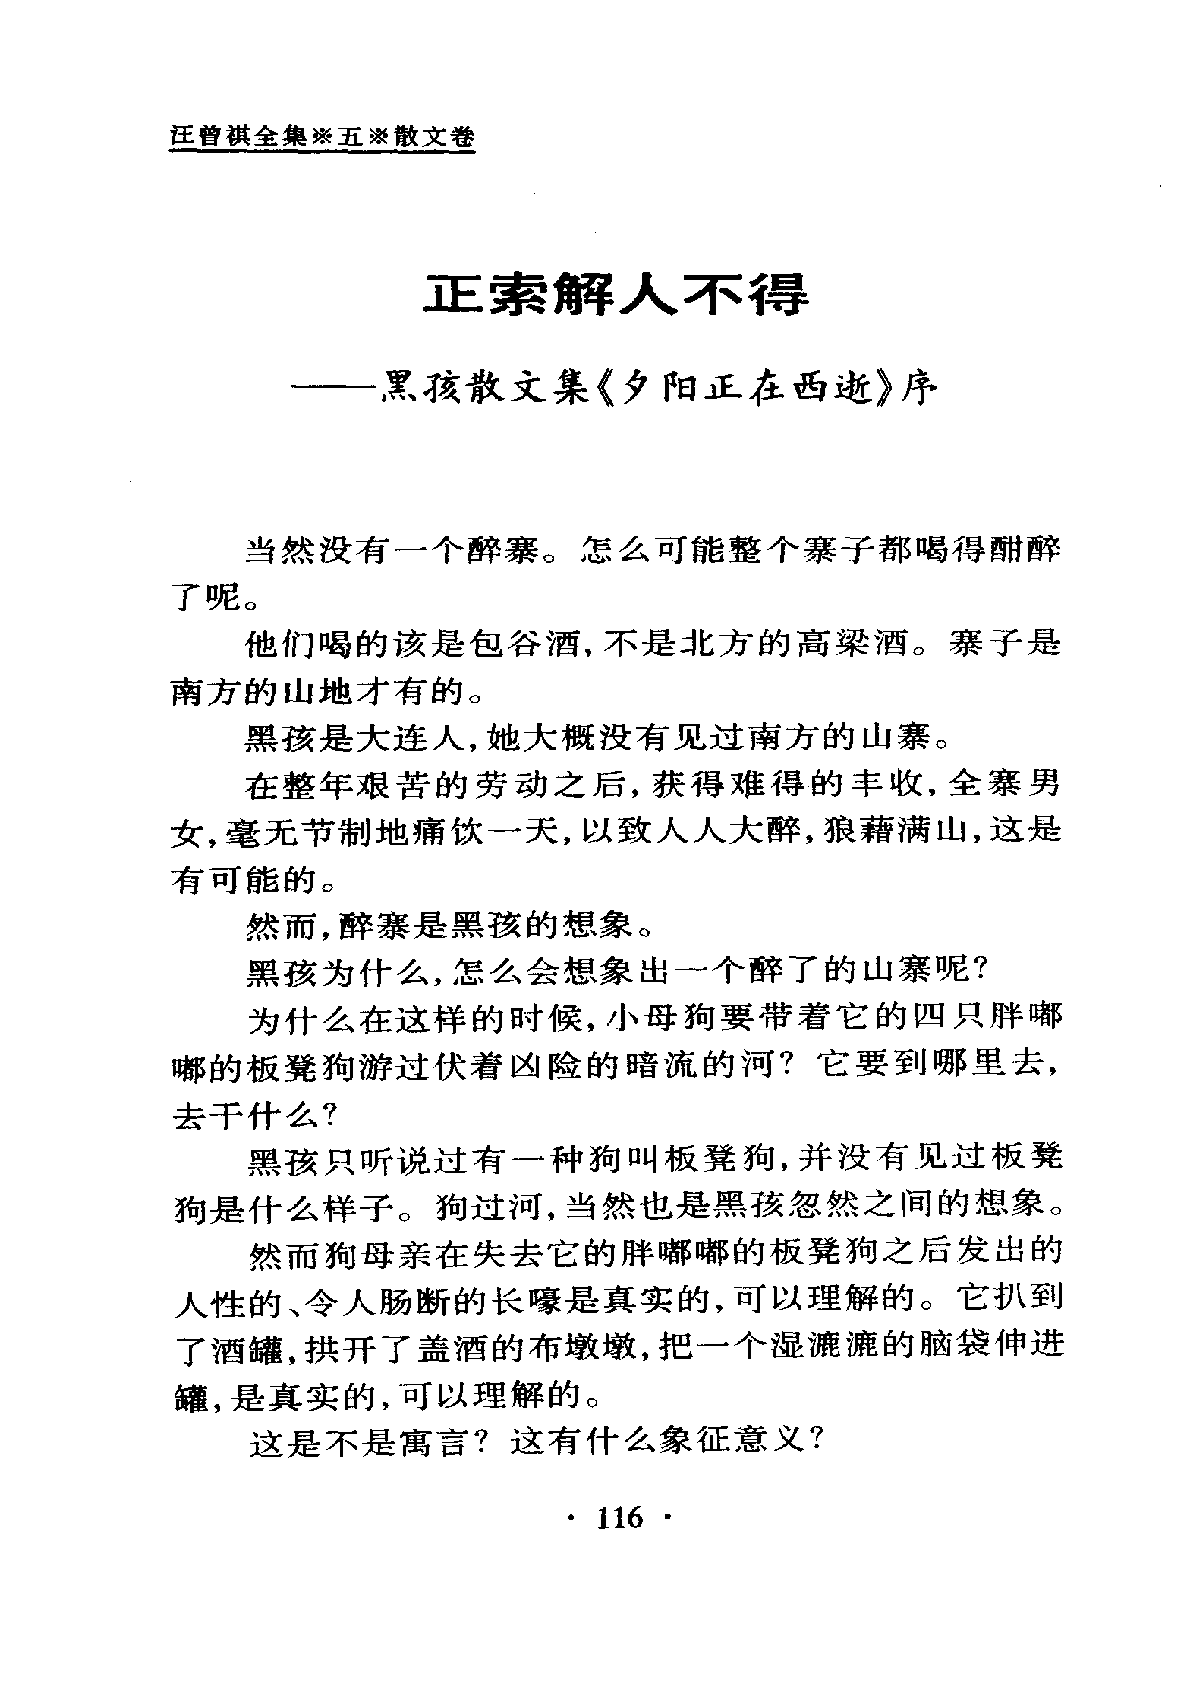 汪曾祺全集※五※散文卷
正索解人不得
——黑孩散文集《夕阳正在西逝》序
当然没有一个醉寨。怎么可能整个寨子都喝得酣醉
了呢。
他们喝的该是包谷酒,不是北方的高梁酒。寨子是
南方的山地才有的。
黑孩是大连人,她大概没有见过南方的山寨。
在整年艰苦的劳动之后,获得难得的丰收,全寨男
女,毫无节制地痛饮一天,以致人人大醉,狼藉满山,这是
有可能的。
然而,醉寨是黑孩的想象。
黑孩为什么,怎么会想象出一个醉了的山寨呢?
为什么在这样的时候,小母狗要带着它的四只胖嘟
嘟的板凳狗游过伏着凶险的暗流的河?它要到哪里去,
去干什么?
黑孩只听说过有一种狗叫板凳狗,并没有见过板凳
狗是什么样子。狗过河,当然也是黑孩忽然之间的想象。
然而狗母亲在失去它的胖嘟嘟的板凳狗之后发出的
人性的、令人肠断的长嚎是真实的,可以理解的。它扒到
了酒罐,拱开了盖酒的布墩墩,把一个湿漉漉的脑袋伸进
罐,是真实的,可以理解的。
这是不是寓言?这有什么象征意义?
·116·